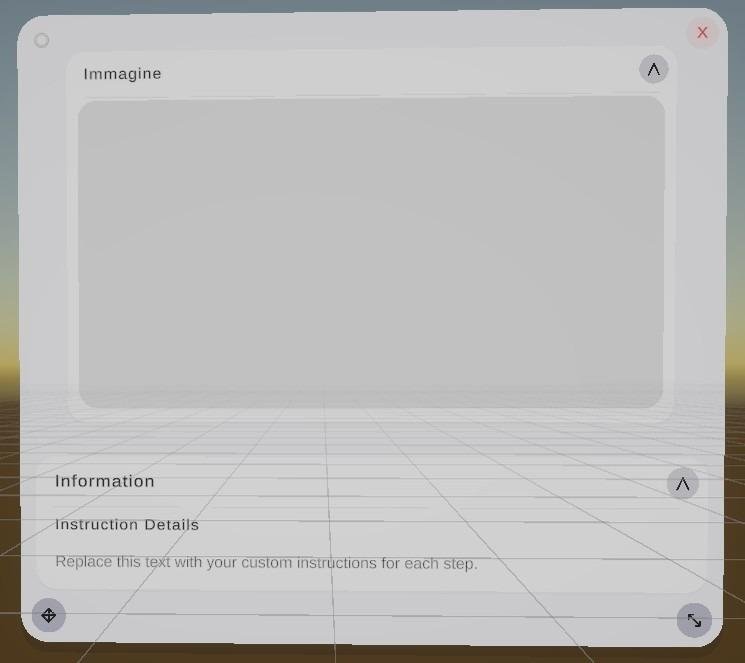 X
Immagine
Information
Instruction Details
Replace this text with your custom instructions for each step.